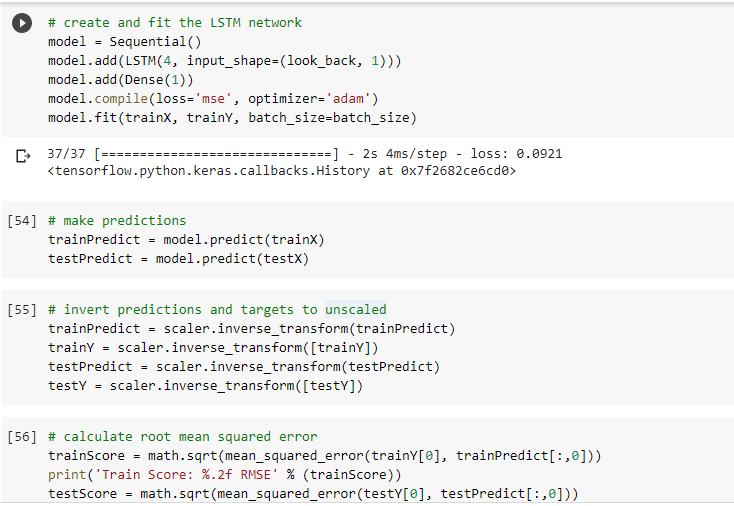 # create and fit the LSTM network
model = Sequential()
model.add(LSTM(4, input_shape=(look_back, 1)))
model.add(Dense(1))
model.compile(loss='mse', optimizer='adam')
model.fit(trainX, trainY, batch_size=batch_size)
37/37 [==============================] - 2s 4ms/step - loss: 0.0921
<tensorflow.python.keras.callbacks.History at 0x7f2682ce6cd0>
[54] # make predictions
trainPredict = model.predict(trainX)
testPredict = model.predict(testX)
[55] # invert predictions and targets to unscaled
trainPredict = scaler.inverse_transform(trainPredict)
trainY = scaler.inverse_transform([trainY])
testPredict = scaler.inverse_transform(testPredict)
testY = scaler.inverse_transform([testY])
[56] # calculate root mean squared error
trainScore = math.sqrt(mean_squared_error(trainY[0], trainPredict[:,0]))
print('Train Score: %.2f RMSE' % (trainScore))
testScore = math.sqrt(mean_squared_error(testY[0], testPredict[:,0]))